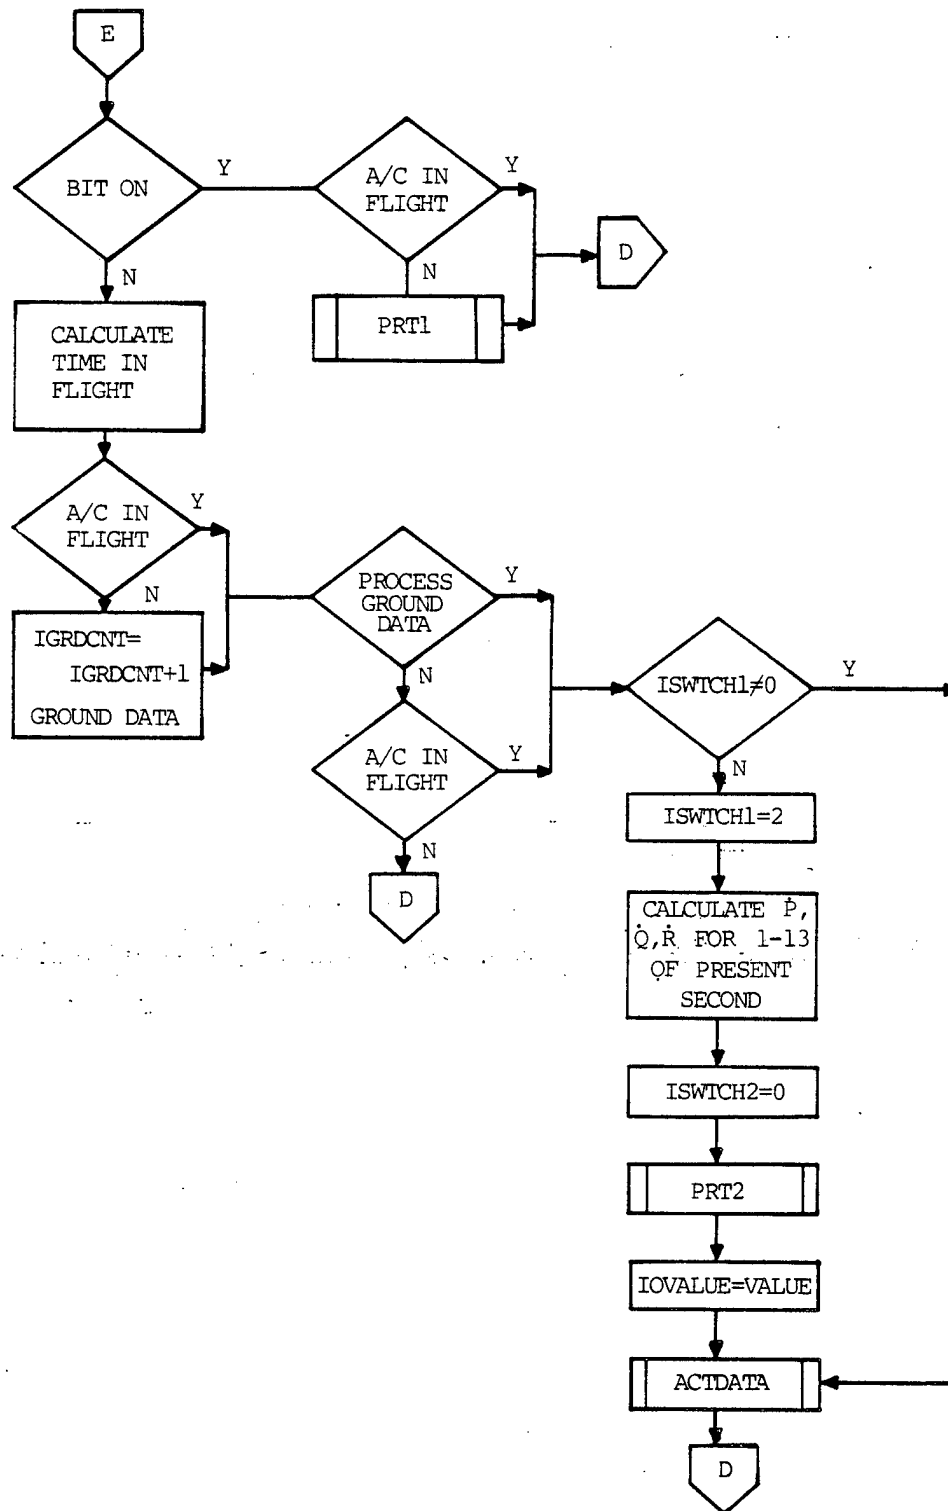 E
BIT ON
Y
A/C IN
FLIGHT
Y
D
N
N
PRT1
CALCULATE
TIME IN
FLIGHT
A/C IN
FLIGHT
Y
N
IGRDCNT=
IGRDCNT+1
GROUND DATA
PROCESS
GROUND
DATA
Y
N
A/C IN
FLIGHT
Y
N
D
ISWTCH1≠0
Y
N
ISWTCH1=2
CALCULATE Ṗ,
Q̇,Ṙ FOR 1-13
OF PRESENT
SECOND
ISWTCH2=0
PRT2
IOVALUE=VALUE
ACTDATA
D